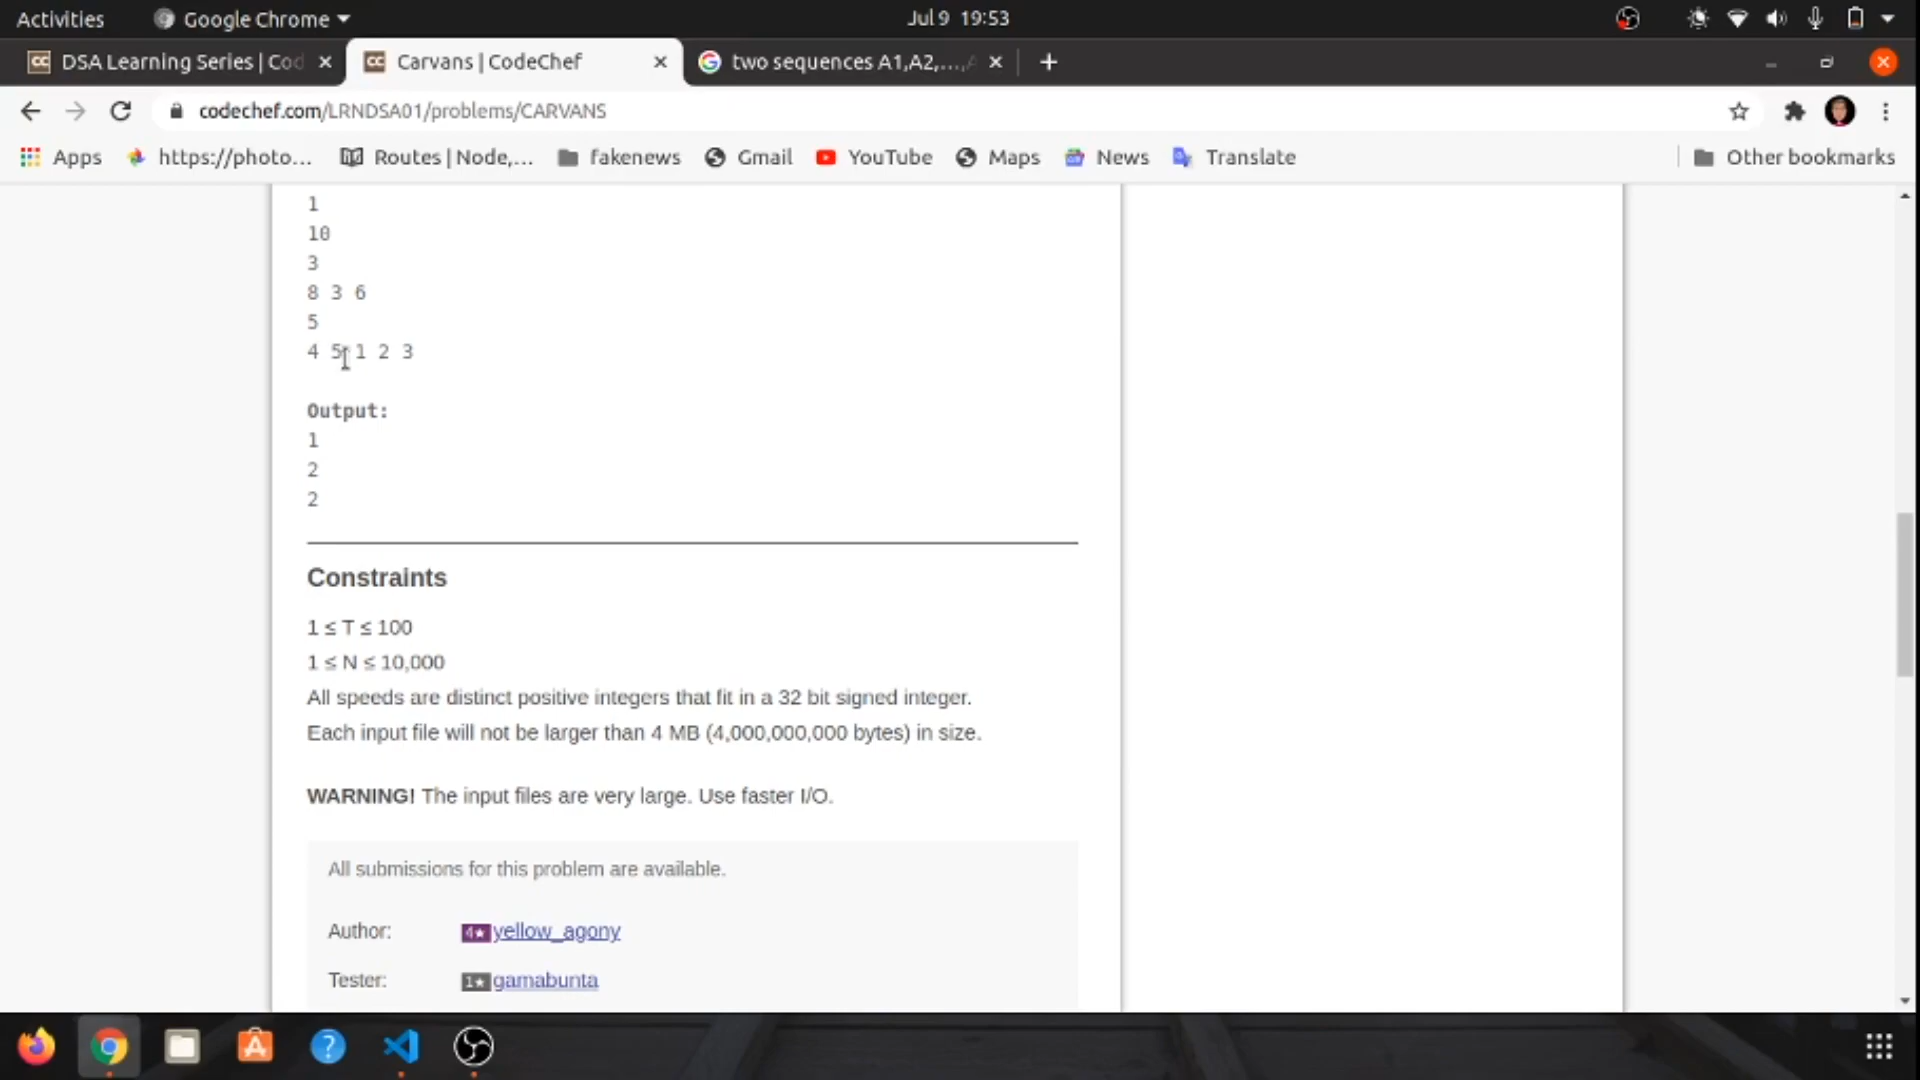 Activities Google Chrome Jul 9 19:53
DSA Learning Series | Cod Carvans | CodeChef two sequences A1,A2,...,A
codechef.com/LRNDSA01/problems/CARVANS
Apps https://photo... Routes | Node,... fakenews Gmail YouTube Maps News Translate Other bookmarks
1
10
3
8 3 6
5
4 5 1 2 3
Output:
1
2
2
Constraints
1 ≤ T ≤ 100
1 ≤ N ≤ 10,000
All speeds are distinct positive integers that fit in a 32 bit signed integer.
Each input file will not be larger than 4 MB (4,000,000,000 bytes) in size.
WARNING! The input files are very large. Use faster I/O.
All submissions for this problem are available.
Author: 4★ yellow_agony
Tester: 1★ gamabunta